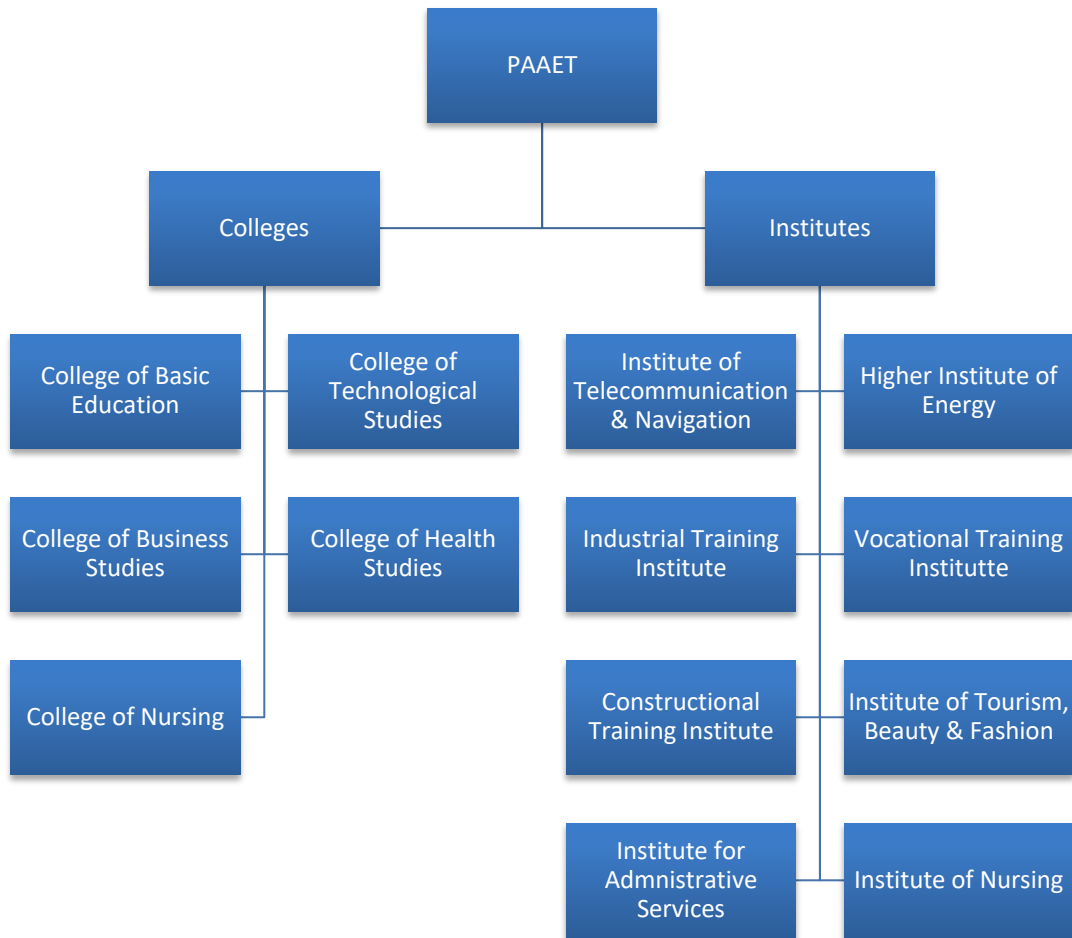 PAAET
Colleges
Institutes
College of Basic
Education
College of
Technological
Studies
Institute of
Telecommunication
& Navigation
Higher Institute of
Energy
College of Business
Studies
College of Health
Studies
Industrial Training
Institute
Vocational Training
Institutte
College of Nursing
Constructional
Training Institute
Institute of Tourism,
Beauty & Fashion
Institute for
Admnistrative
Services
Institute of Nursing